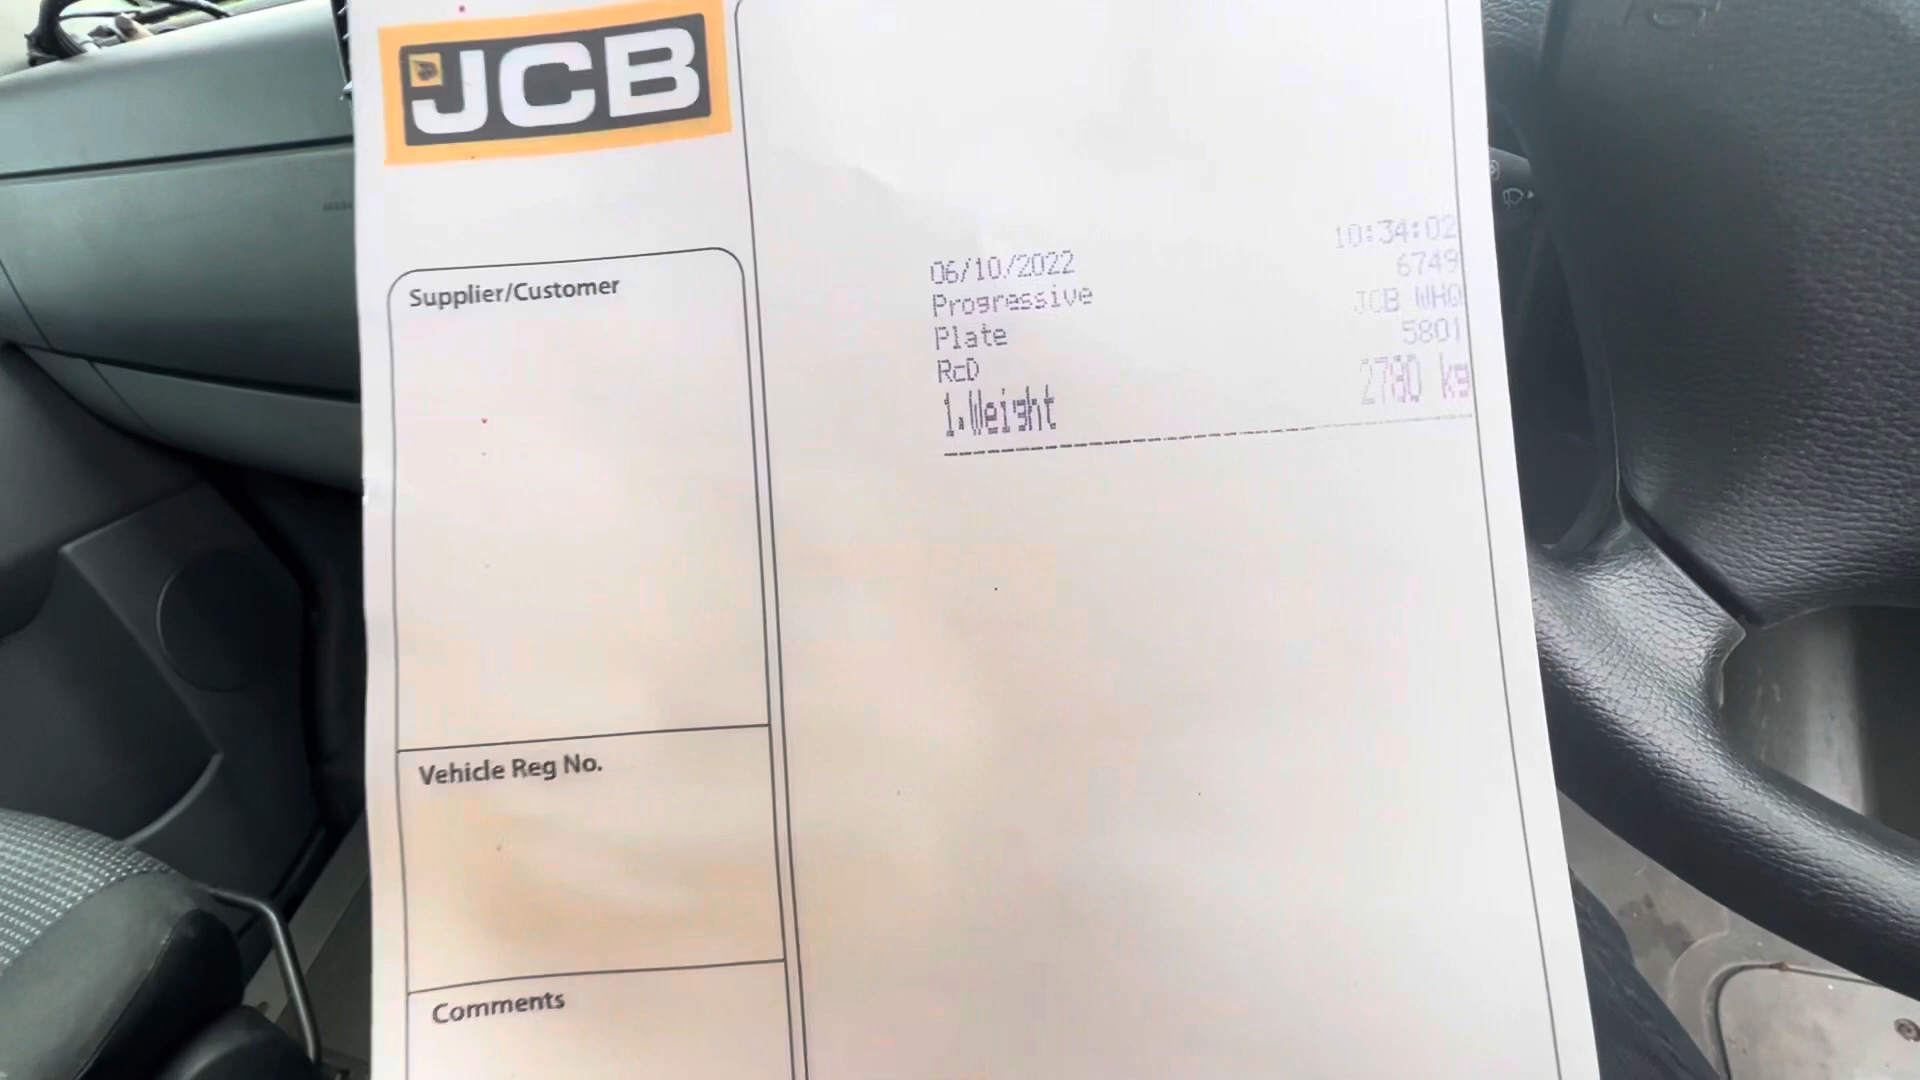 JCB
Supplier/Customer
Vehicle Reg No.
Comments
06/10/2022 10:34:02
Progressive 6749
Plate JCB WHQ
RcD 5801
1.Weight 2780 kg